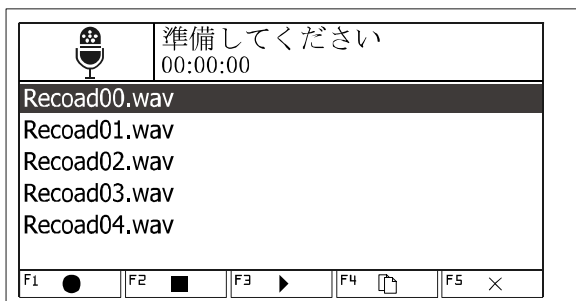 準備してください
00:00:00
Recoad00.wav
Recoad01.wav
Recoad02.wav
Recoad03.wav
Recoad04.wav
F1 F2 F3 F4 F5